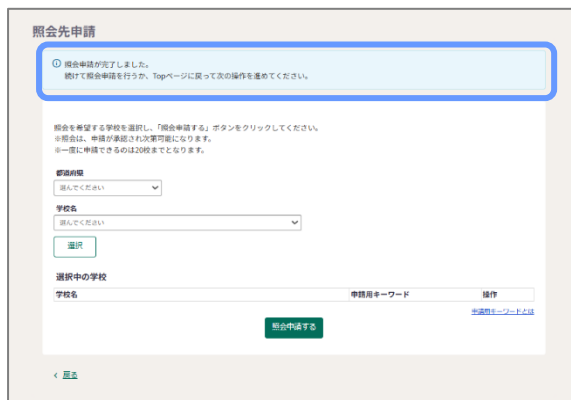 照会先申請
照会申請が完了しました。
続けて照会申請を行うか、Topページに戻って次の操作を進めてください。
照会を希望する学校を選択し、「照会申請する」ボタンをクリックしてください。
※照会は、申請が承認され次第可能になります。
※一度に申請できるのは20校までとなります。
都道府県
選んでください
学校名
選んでください
選択
選択中の学校
学校名 申請用キーワード 操作
申請用キーワードとは
照会申請する
< 戻る